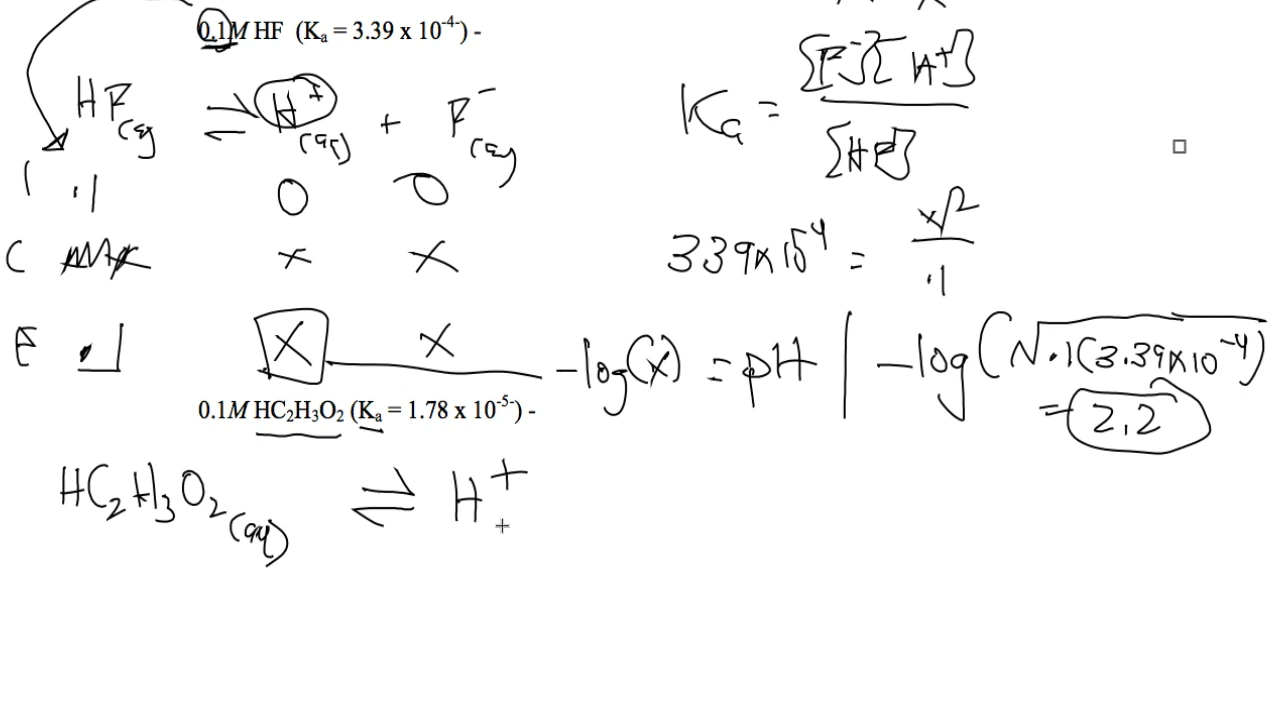 0.1M HF (Ka = 3.39 x 10-4-) -
HF(aq) ⇌ H+(aq) + F-(aq)
I .1 0 0
C x x
E .1 X X
Ka = [F-][H+] / [HF]
3.39x10-4 = x2 / .1
-log(x) = pH | -log(√.1(3.39x10-4)
= 2.2
0.1M HC2H3O2 (Ka = 1.78 x 10-5-) -
HC2H3O2(aq) ⇌ H+